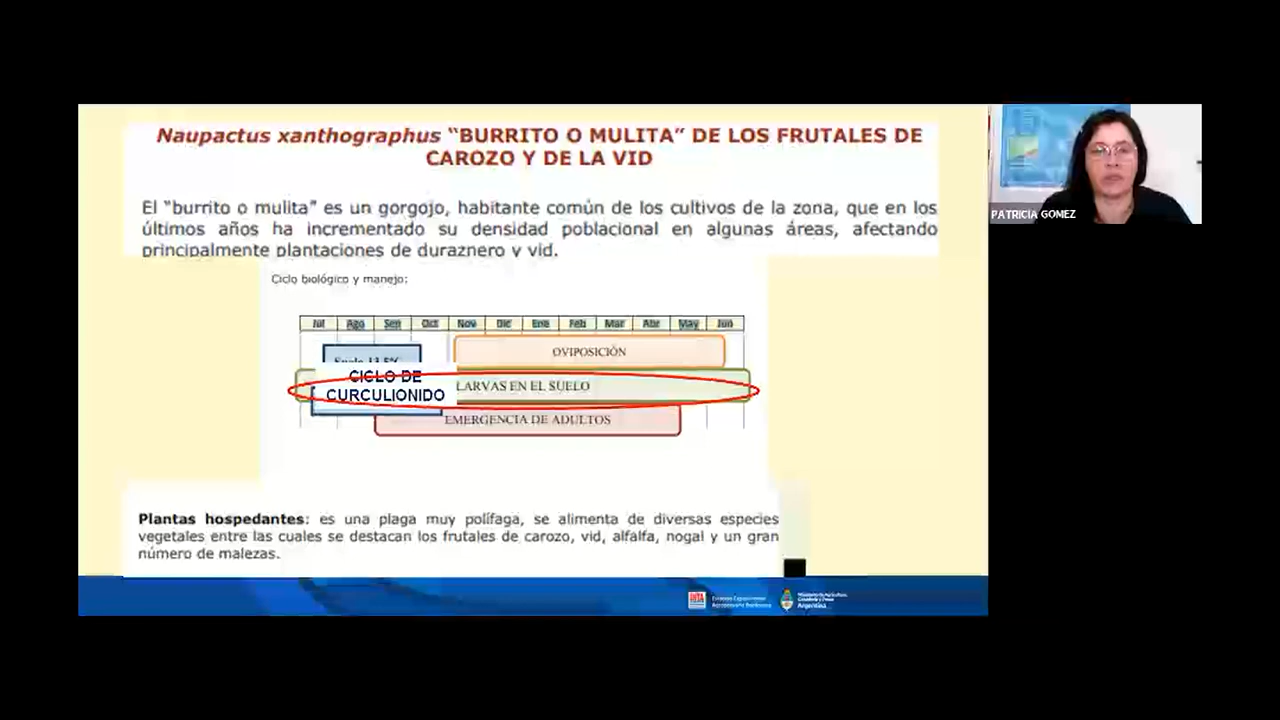 Naupactus xanthographus “BURRITO O MULITA” DE LOS FRUTALES DE
CAROZO Y DE LA VID
El “burrito o mulita” es un gorgojo, habitante común de los cultivos de la zona, que en los
últimos años ha incrementado su densidad poblacional en algunas áreas, afectando
principalmente plantaciones de duraznero y vid.
PATRICIA GOMEZ
Ciclo biológico y manejo:
Jul Ago Sep Oct Nov Dic Ene Feb Mar Abr May Jun
OVIPOSICIÓN
CICLO DE
CURCULIONIDO
LARVAS EN EL SUELO
EMERGENCIA DE ADULTOS
Plantas hospedantes: es una plaga muy polífaga, se alimenta de diversas especies
vegetales entre las cuales se destacan los frutales de carozo, vid, alfalfa, nogal y un gran
número de malezas.
INTA
Argentina